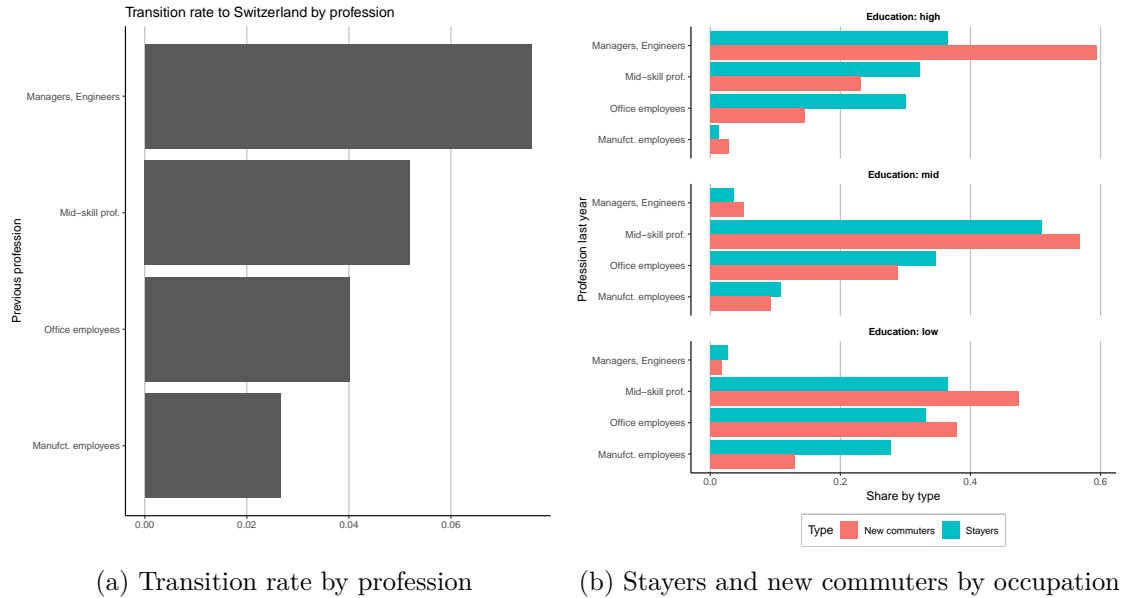 Transition rate to Switzerland by profession
Previous profession
Managers, Engineers
Mid−skill prof.
Office employees
Manufct. employees
0.00 0.02 0.04 0.06
Education: high
Managers, Engineers
Mid−skill prof.
Office employees
Manufct. employees
Education: mid
Profession last year
Managers, Engineers
Mid−skill prof.
Office employees
Manufct. employees
Education: low
Managers, Engineers
Mid−skill prof.
Office employees
Manufct. employees
0.0 0.2 0.4 0.6
Share by type
Type New commuters Stayers
(a) Transition rate by profession
(b) Stayers and new commuters by occupation